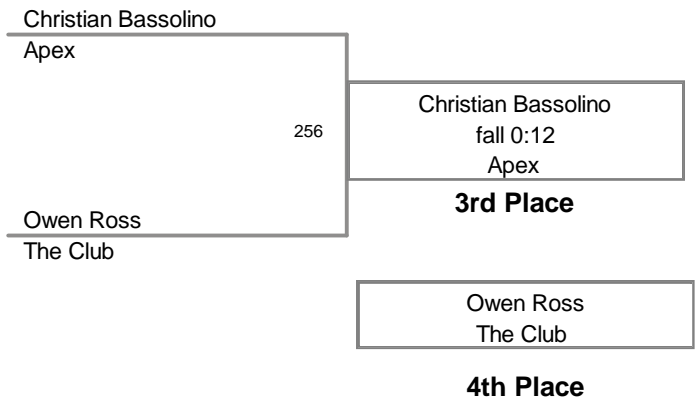 Christian Bassolino
Apex
256
Christian Bassolino
fall 0:12
Apex
3rd Place
Owen Ross
The Club
Owen Ross
The Club
4th Place